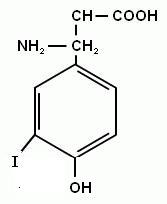 CH — COOH
NH₂ — CH₂
I
OH